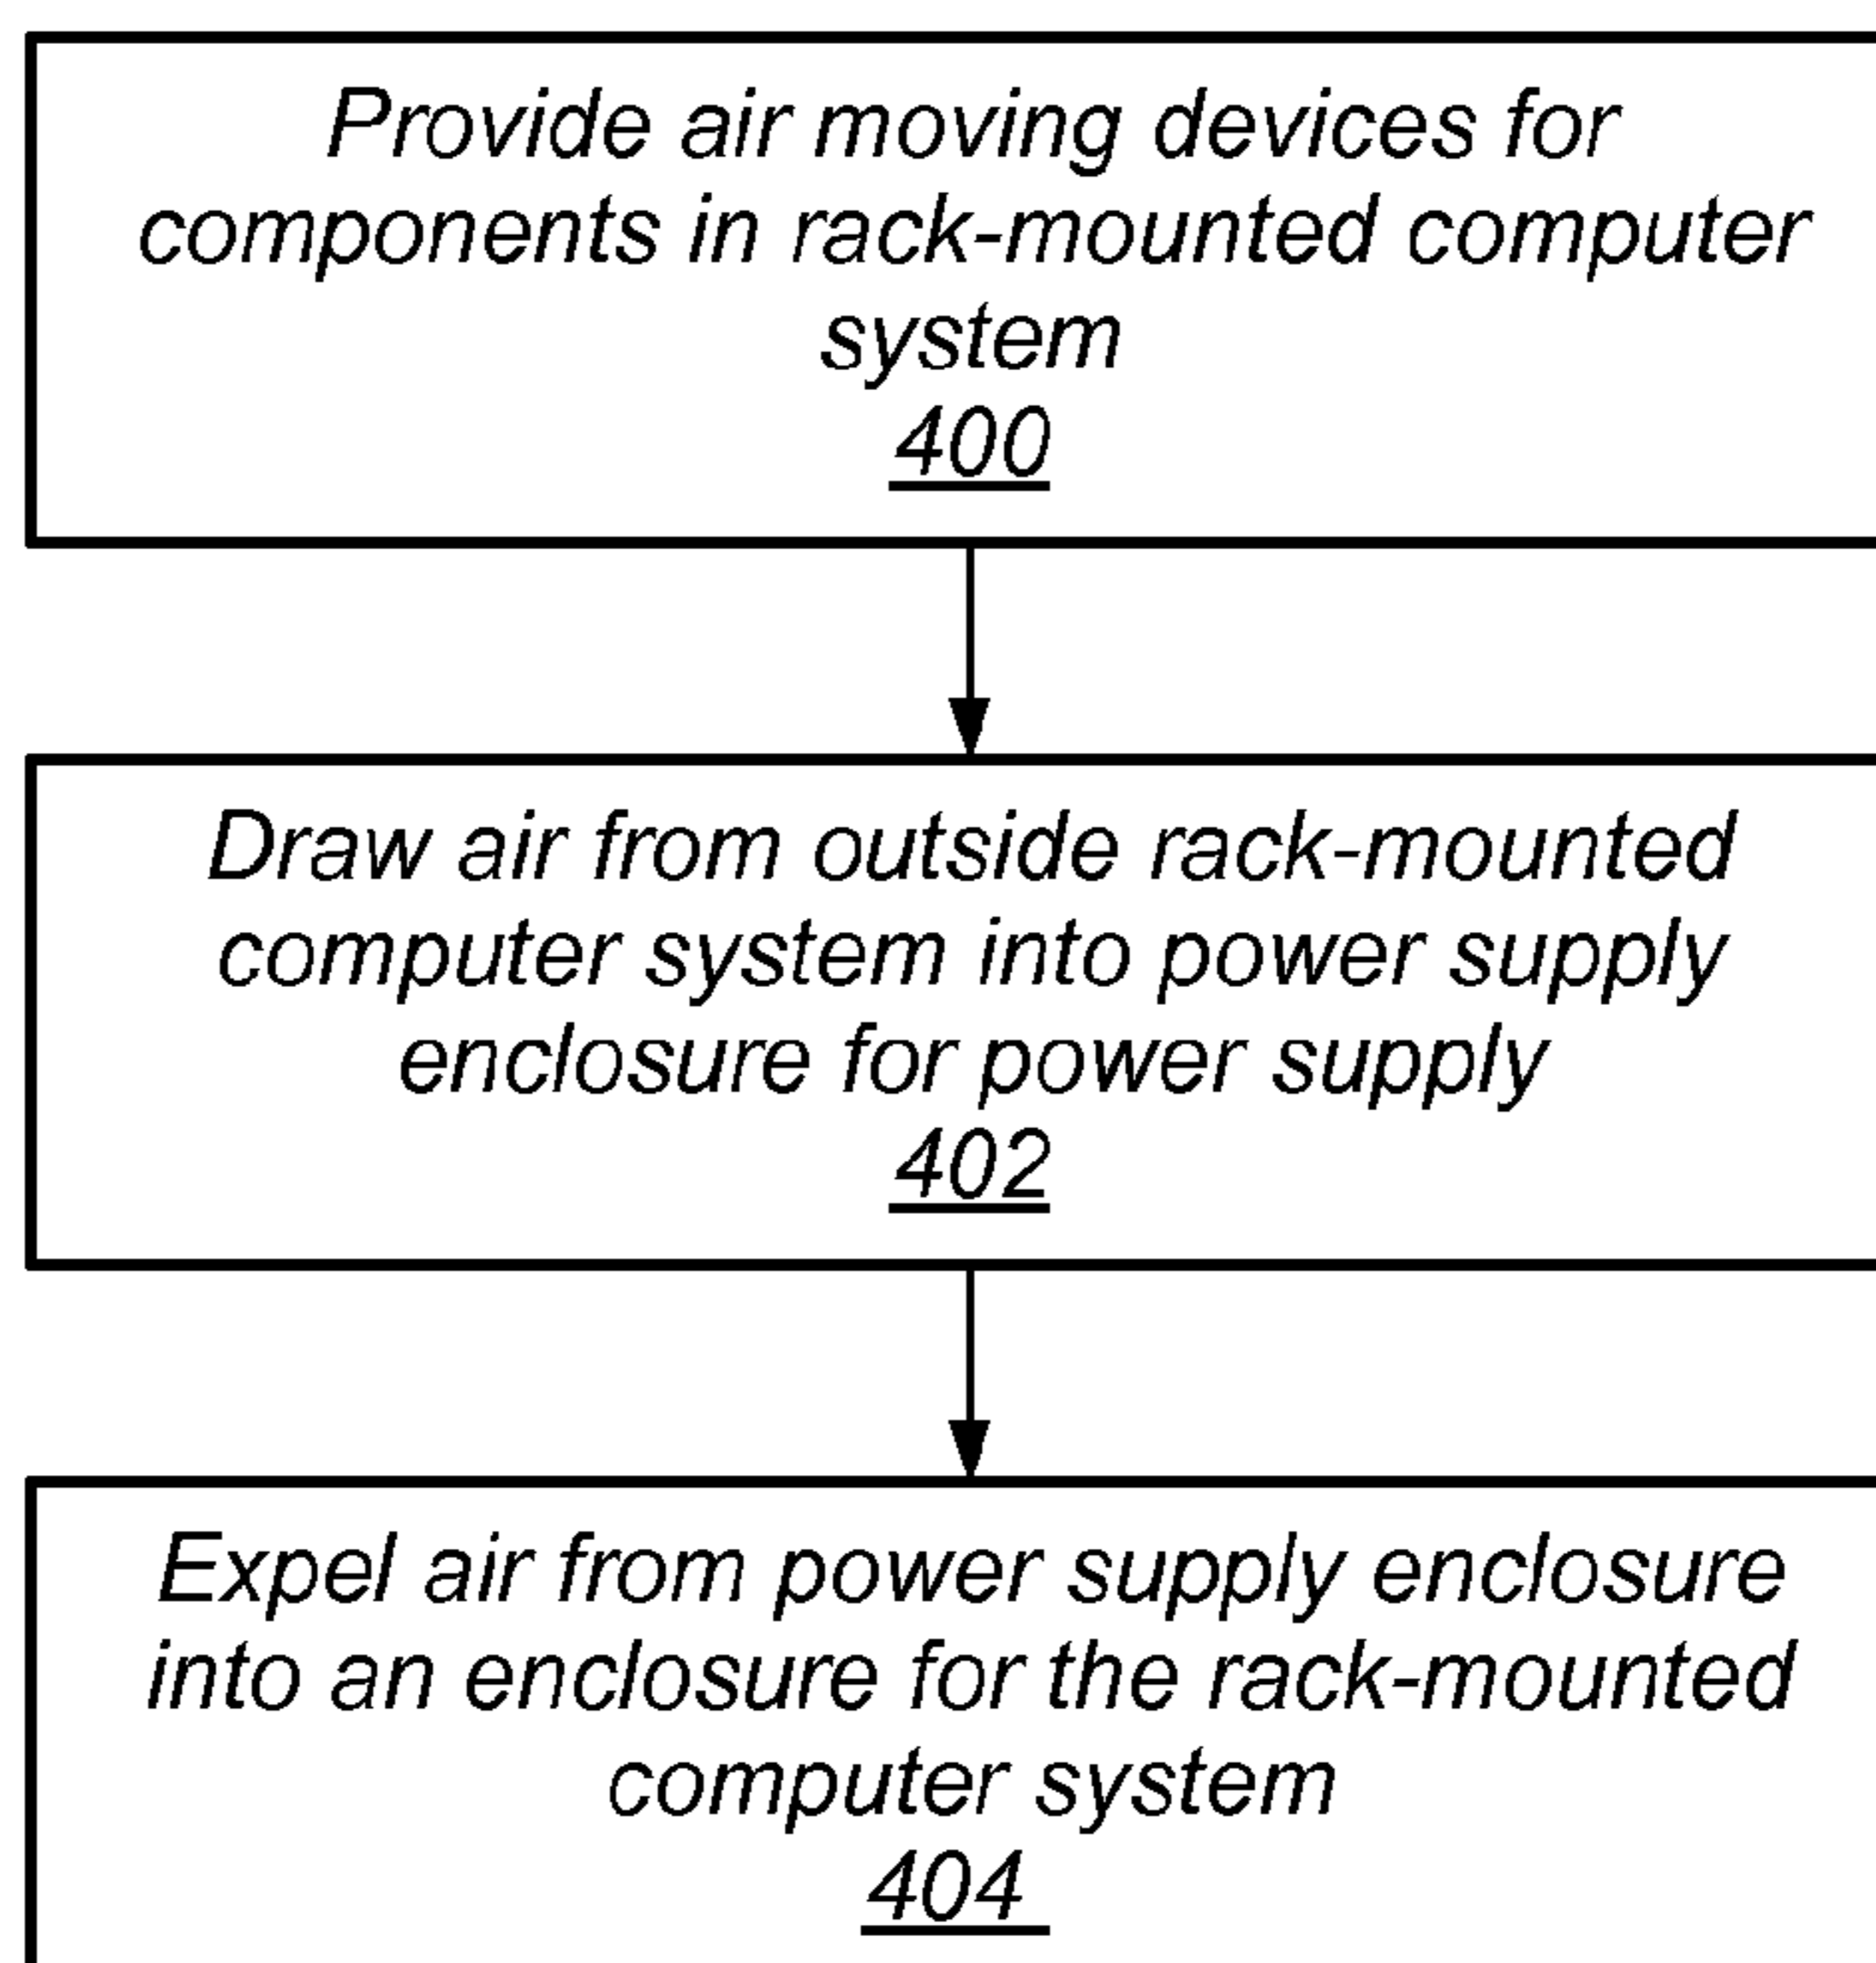 Provide air moving devices for
components in rack-mounted computer
system
400
Draw air from outside rack-mounted
computer system into power supply
enclosure for power supply
402
Expel air from power supply enclosure
into an enclosure for the rack-mounted
computer system
404